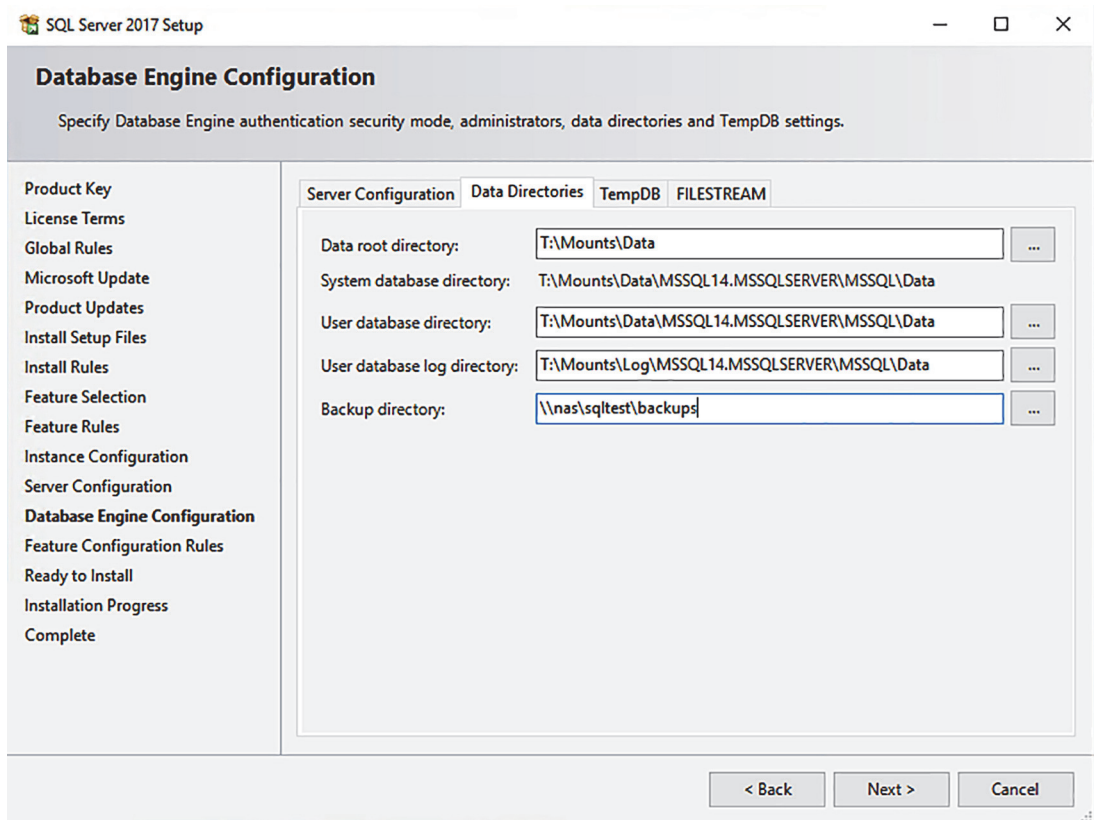 SQL Server 2017 Setup
Database Engine Configuration
Specify Database Engine authentication security mode, administrators, data directories and TempDB settings.
Product Key
License Terms
Global Rules
Microsoft Update
Product Updates
Install Setup Files
Install Rules
Feature Selection
Feature Rules
Instance Configuration
Server Configuration
Database Engine Configuration
Feature Configuration Rules
Ready to Install
Installation Progress
Complete
Server Configuration Data Directories TempDB FILESTREAM
Data root directory: T:\Mounts\Data ...
System database directory: T:\Mounts\Data\MSSQL14.MSSQLSERVER\MSSQL\Data
User database directory: T:\Mounts\Data\MSSQL14.MSSQLSERVER\MSSQL\Data ...
User database log directory: T:\Mounts\Log\MSSQL14.MSSQLSERVER\MSSQL\Data ...
Backup directory: \\nas\sqltest\backups ...
< Back Next > Cancel